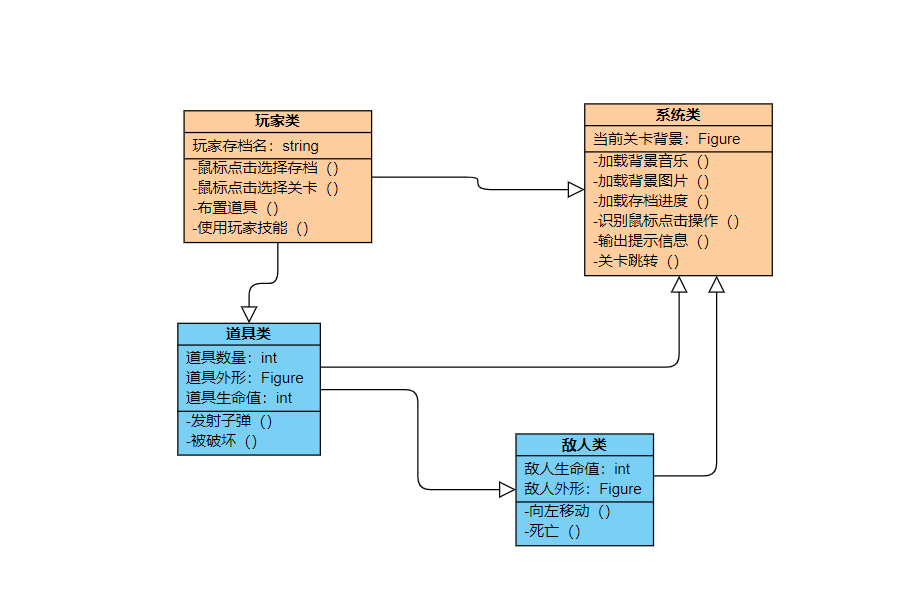 玩家类
玩家存档名：string
-鼠标点击选择存档（）
-鼠标点击选择关卡（）
-布置道具（）
-使用玩家技能（）
系统类
当前关卡背景：Figure
-加载背景音乐（）
-加载背景图片（）
-加载存档进度（）
-识别鼠标点击操作（）
-输出提示信息（）
-关卡跳转（）
道具类
道具数量：int
道具外形：Figure
道具生命值：int
-发射子弹（）
-被破坏（）
敌人类
敌人生命值：int
敌人外形：Figure
-向左移动（）
-死亡（）